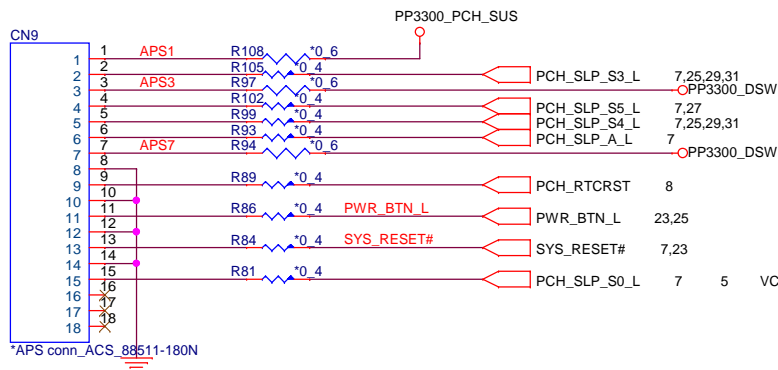 PP3300_PCH_SUS
CN9
1 1 APS1 R108 *0_6
2 2 R105 *0_4 PCH_SLP_S3_L 7,25,29,31
3 3 APS3 R97 *0_6 PP3300_DSW
4 4 R102 *0_4 PCH_SLP_S5_L 7,27
5 5 R99 *0_4 PCH_SLP_S4_L 7,25,29,31
6 6 R93 *0_4 PCH_SLP_A_L 7
7 7 APS7 R94 *0_6 PP3300_DSW
8 8
9 9 R89 *0_4 PCH_RTCRST 8
10 10
11 11 R86 *0_4 PWR_BTN_L PWR_BTN_L 23,25
12 12
13 13 R84 *0_4 SYS_RESET# SYS_RESET# 7,23
14 14
15 15 R81 *0_4 PCH_SLP_S0_L 7 5 VC
16 16
17 17
18 18
*APS conn_ACS_88511-180N